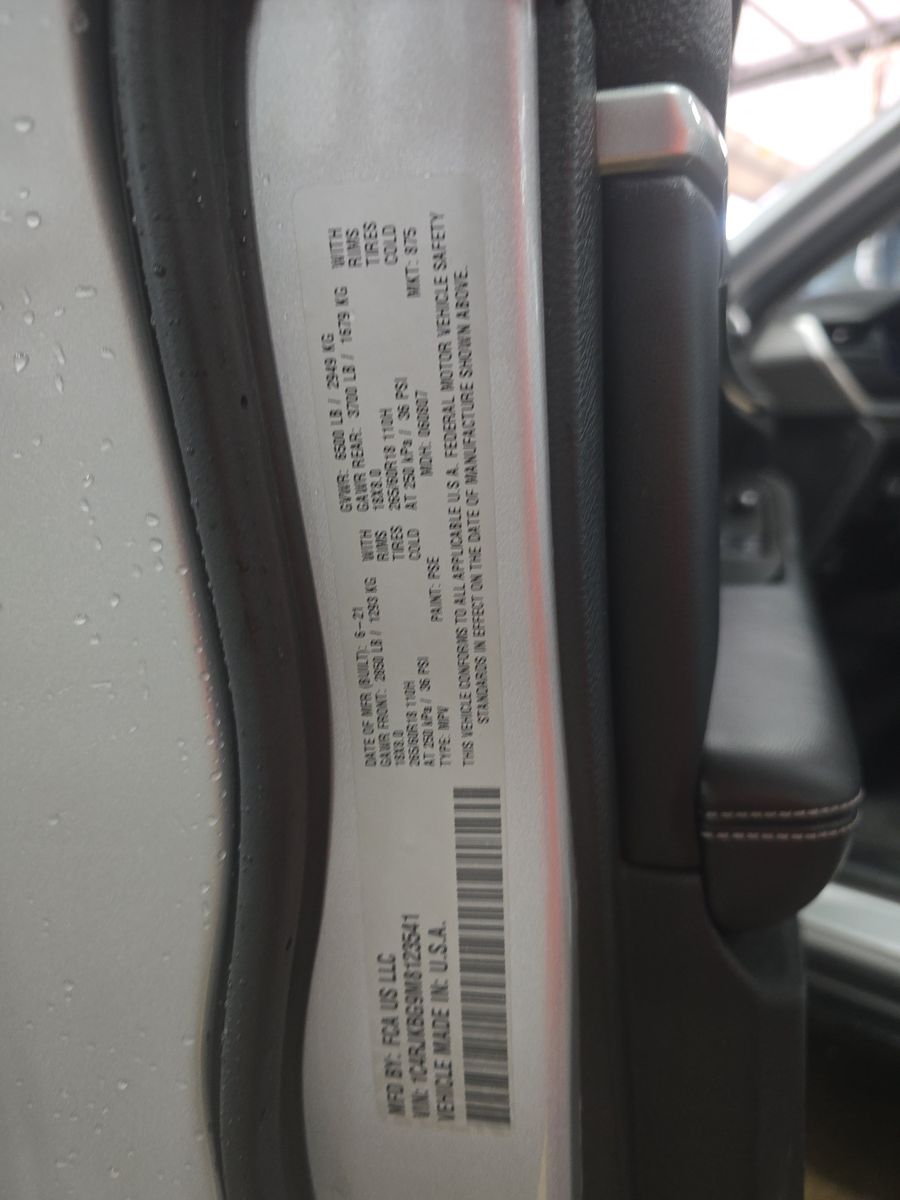 MFD BY: FCA US LLC
VIN: 1C4RJKBG9M8123541
VEHICLE MADE IN: U.S.A.
DATE OF MFR (BUILT): 6-21 GVWR: 6500 LB / 2949 KG
GAWR FRONT: 2850 LB / 1293 KG WITH GAWR REAR: 3700 LB / 1679 KG WITH
18X8.0 RIMS 18X8.0 RIMS
265/60R18 110H TIRES 265/60R18 110H TIRES
AT 250 kPa / 36 PSI COLD AT 250 kPa / 36 PSI COLD
TYPE: MPV PAINT: PSE MDH: 060807 MKT: 875
THIS VEHICLE CONFORMS TO ALL APPLICABLE U.S.A. FEDERAL MOTOR VEHICLE SAFETY
STANDARDS IN EFFECT ON THE DATE OF MANUFACTURE SHOWN ABOVE.